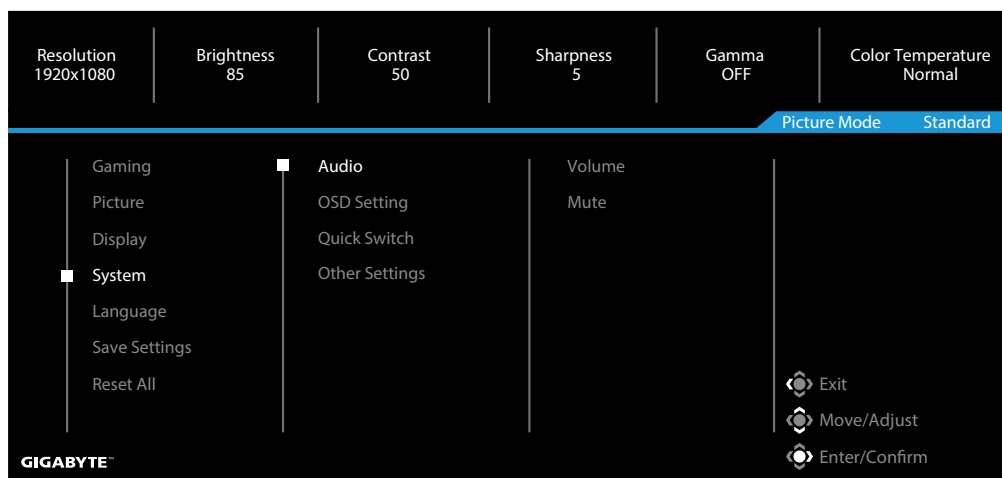 Resolution
1920x1080
Brightness
85
Contrast
50
Sharpness
5
Gamma
OFF
Color Temperature
Normal
Picture Mode Standard
Gaming
Picture
Display
System
Language
Save Settings
Reset All
Audio
OSD Setting
Quick Switch
Other Settings
Volume
Mute
Exit
Move/Adjust
Enter/Confirm
GIGABYTE™